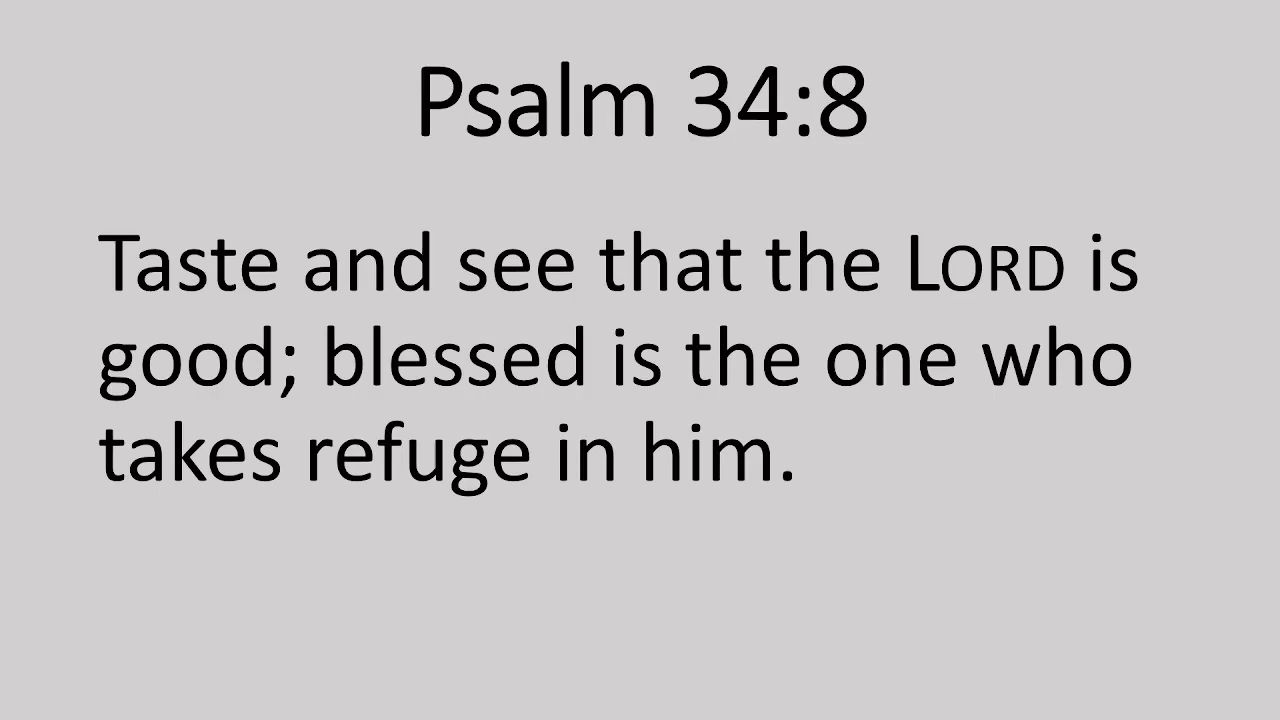 Psalm 34:8
Taste and see that the LORD is
good; blessed is the one who
takes refuge in him.